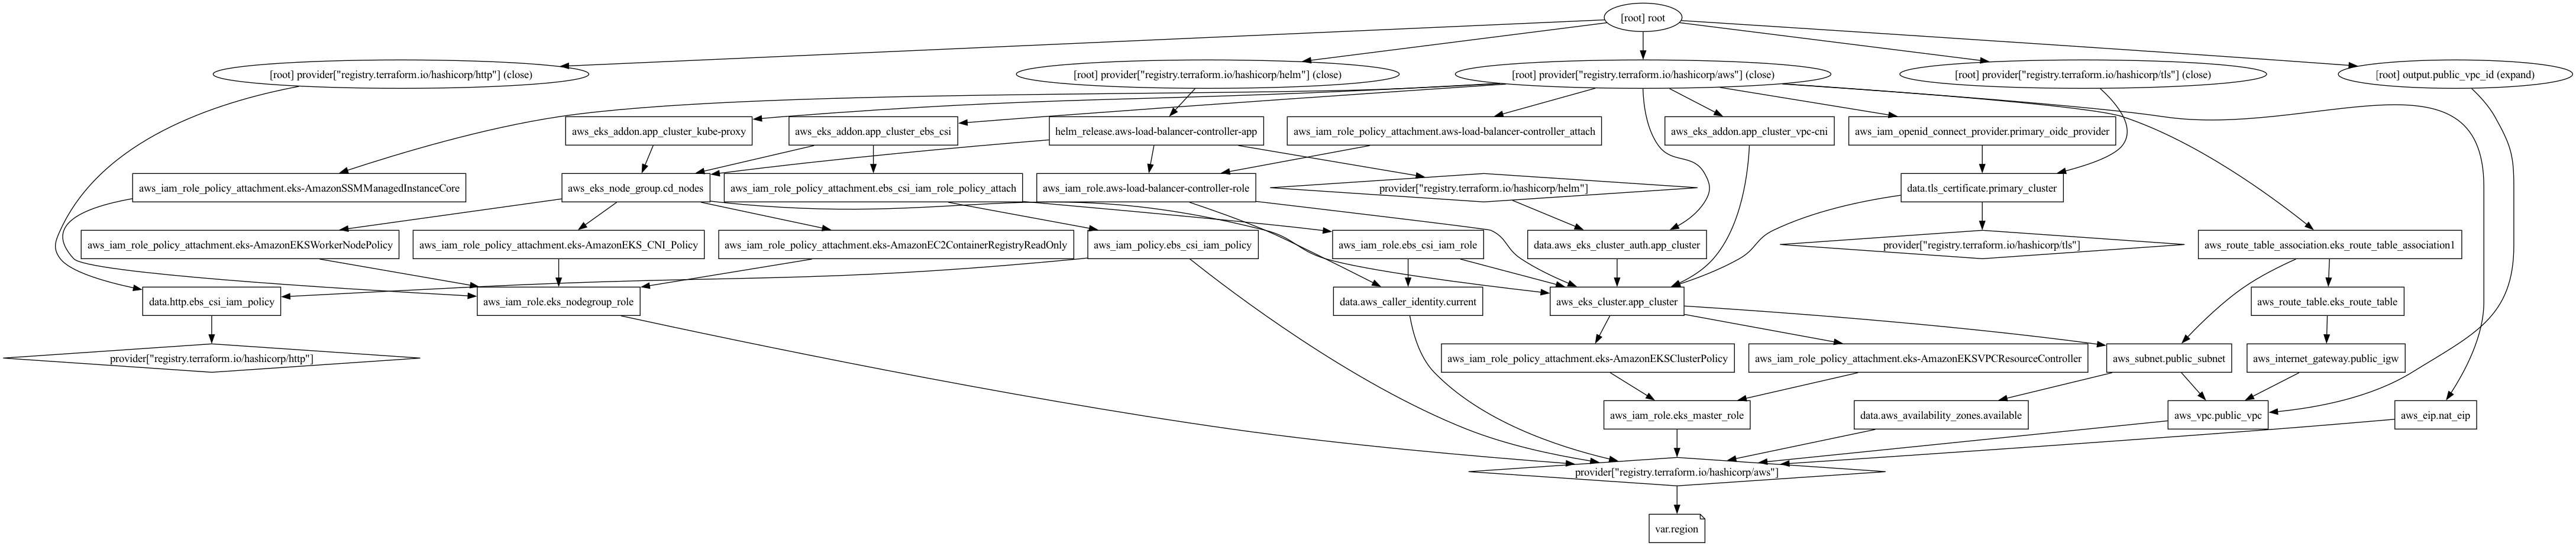 [root] root
[root] provider["registry.terraform.io/hashicorp/http"] (close)
[root] provider["registry.terraform.io/hashicorp/helm"] (close)
[root] provider["registry.terraform.io/hashicorp/aws"] (close)
[root] provider["registry.terraform.io/hashicorp/tls"] (close)
[root] output.public_vpc_id (expand)
aws_eks_addon.app_cluster_kube-proxy
aws_eks_addon.app_cluster_ebs_csi
helm_release.aws-load-balancer-controller-app
aws_iam_role_policy_attachment.aws-load-balancer-controller_attach
aws_eks_addon.app_cluster_vpc-cni
aws_iam_openid_connect_provider.primary_oidc_provider
aws_iam_role_policy_attachment.eks-AmazonSSMManagedInstanceCore
aws_eks_node_group.cd_nodes
aws_iam_role_policy_attachment.ebs_csi_iam_role_policy_attach
aws_iam_role.aws-load-balancer-controller-role
provider["registry.terraform.io/hashicorp/helm"]
data.tls_certificate.primary_cluster
aws_iam_role_policy_attachment.eks-AmazonEKSWorkerNodePolicy
aws_iam_role_policy_attachment.eks-AmazonEKS_CNI_Policy
aws_iam_role_policy_attachment.eks-AmazonEC2ContainerRegistryReadOnly
aws_iam_policy.ebs_csi_iam_policy
aws_iam_role.ebs_csi_iam_role
data.aws_eks_cluster_auth.app_cluster
provider["registry.terraform.io/hashicorp/tls"]
aws_route_table_association.eks_route_table_association1
data.http.ebs_csi_iam_policy
aws_iam_role.eks_nodegroup_role
data.aws_caller_identity.current
aws_eks_cluster.app_cluster
aws_route_table.eks_route_table
provider["registry.terraform.io/hashicorp/http"]
aws_iam_role_policy_attachment.eks-AmazonEKSClusterPolicy
aws_iam_role_policy_attachment.eks-AmazonEKSVPCResourceController
aws_subnet.public_subnet
aws_internet_gateway.public_igw
aws_iam_role.eks_master_role
data.aws_availability_zones.available
aws_vpc.public_vpc
aws_eip.nat_eip
provider["registry.terraform.io/hashicorp/aws"]
var.region